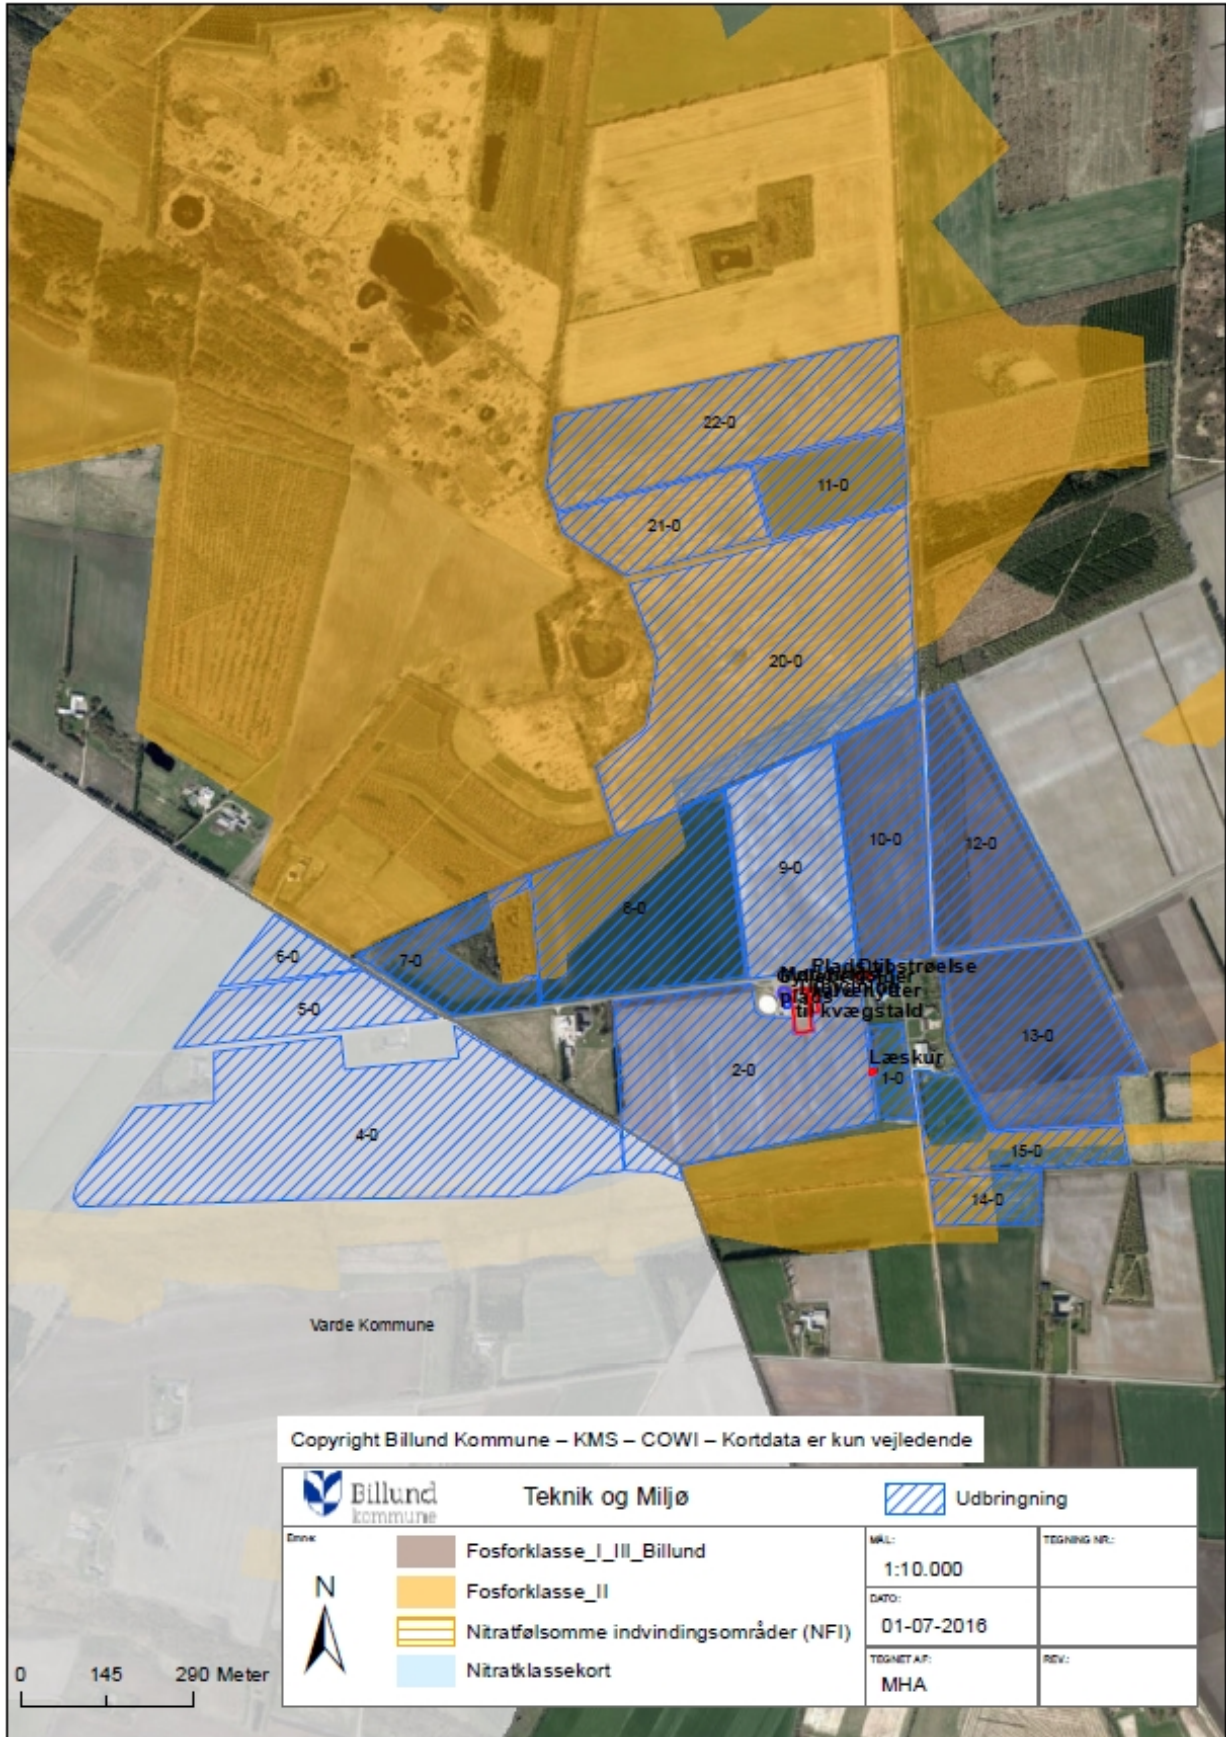 22-0
11-0
21-0
20-0
10-0
12-0
9-0
8-0
7-0
6-0
5-0
13-0
2-0
Læskur
1-0
4-0
15-0
14-0
til kvægstald
Varde Kommune
Copyright Billund Kommune – KMS – COWI – Kortdata er kun vejledende
Billund
kommune
Teknik og Miljø
Udbringning
Emne:
N
Fosforklasse_I_III_Billund
Fosforklasse_II
Nitratfølsomme indvindingsområder (NFI)
Nitratklassekort
MÅL:
1:10.000
TEGNING NR.:
DATO:
01-07-2016
TEGNET AF:
MHA
REV.:
0 145 290 Meter